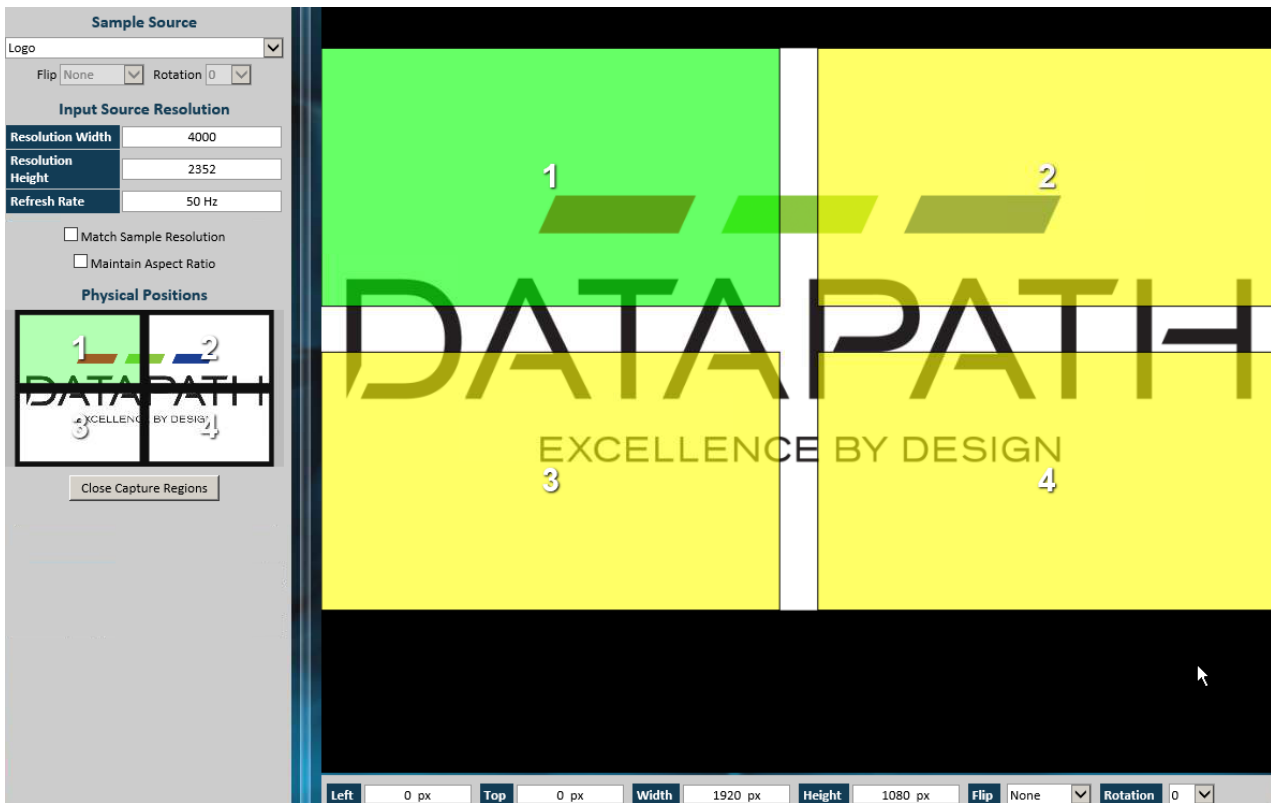 Sample Source
Logo
Flip None Rotation 0
Input Source Resolution
Resolution Width 4000
Resolution Height 2352
Refresh Rate 50 Hz
Match Sample Resolution
Maintain Aspect Ratio
Physical Positions
1 2
DATAPATH
EXCELLENCE BY DESIGN
3 4
Close Capture Regions
1 2
DATAPATH
EXCELLENCE BY DESIGN
3 4
Left 0 px Top 0 px Width 1920 px Height 1080 px Flip None Rotation 0